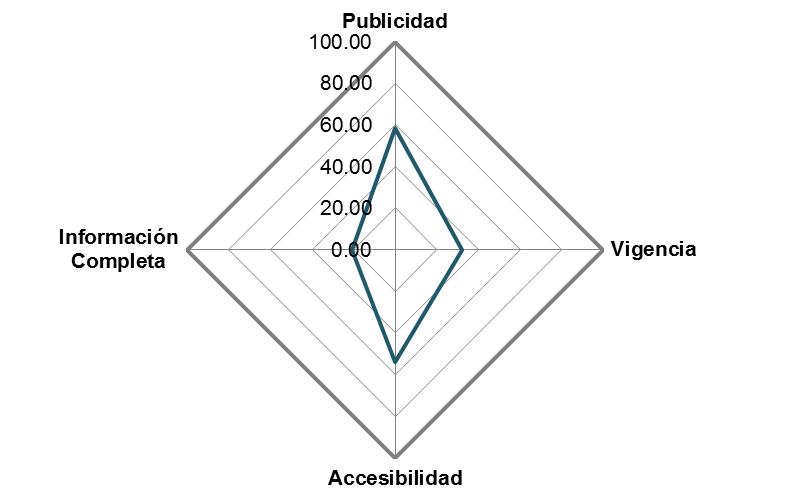 Publicidad
100.00
80.00
60.00
40.00
20.00
0.00
Información
Completa
Vigencia
Accesibilidad